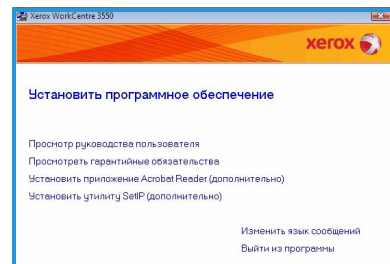 Xerox WorkCentre 3550
xerox
Установить программное обеспечение
Просмотр руководства пользователя
Просмотреть гарантийные обязательства
Установить приложение Acrobat Reader (дополнительно)
Установить утилиту SetIP (дополнительно)
Изменить язык сообщений
Выйти из программы